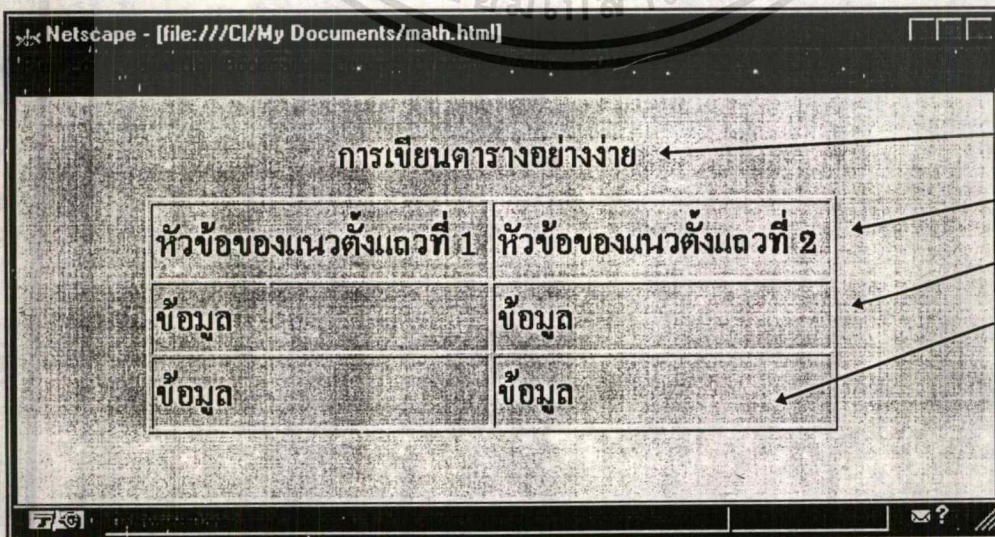 Netscape - [file:///C|/My Documents/math.html]
การเขียนตารางอย่างง่าย
หัวข้อของแนวตั้งแถวที่ 1 หัวข้อของแนวตั้งแถวที่ 2
ข้อมูล ข้อมูล
ข้อมูล ข้อมูล